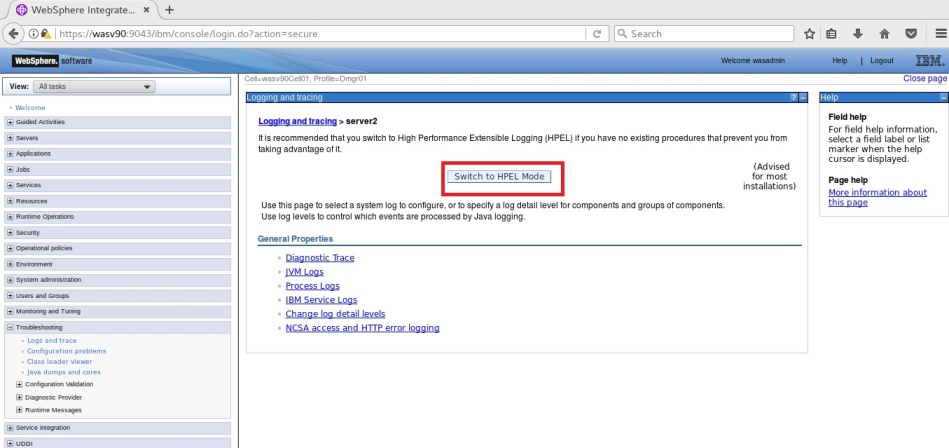 WebSphere Integrate...
https://wasv90:9043/ibm/console/login.do?action=secure
Search
WebSphere. software
Welcome wasadmin
Help | Logout
IBM.
View: All tasks
Cell=wasv90Cell01, Profile=Dmgr01
Close page
Welcome
Guided Activities
Servers
Applications
Jobs
Services
Resources
Runtime Operations
Security
Operational policies
Environment
System administration
Users and Groups
Monitoring and Tuning
Troubleshooting
Logs and trace
Configuration problems
Class loader viewer
Java dumps and cores
Configuration Validation
Diagnostic Provider
Runtime Messages
Service integration
UDDI
Logging and tracing
Logging and tracing > server2
It is recommended that you switch to High Performance Extensible Logging (HPEL) if you have no existing procedures that prevent you from
taking advantage of it.
Switch to HPEL Mode
(Advised
for most
installations)
Use this page to select a system log to configure, or to specify a log detail level for components and groups of components.
Use log levels to control which events are processed by Java logging.
General Properties
Diagnostic Trace
JVM Logs
Process Logs
IBM Service Logs
Change log detail levels
NCSA access and HTTP error logging
Help
Field help
For field help information,
select a field label or list
marker when the help
cursor is displayed.
Page help
More information about
this page